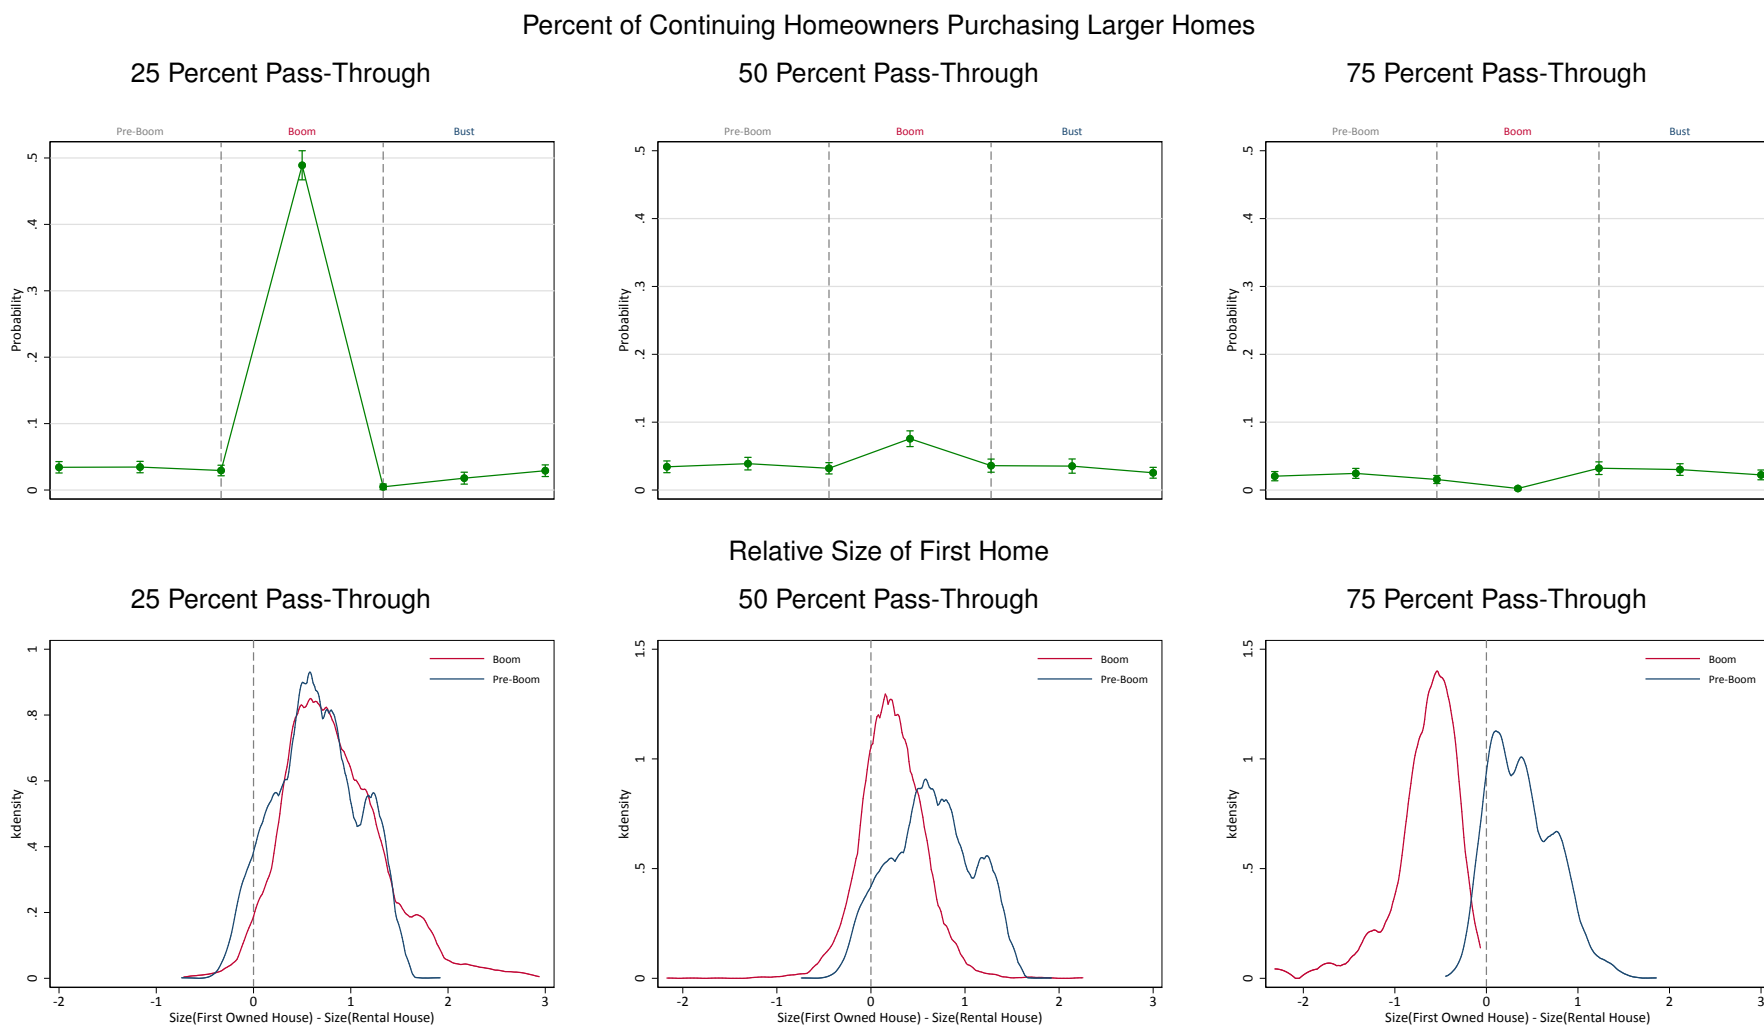 Percent of Continuing Homeowners Purchasing Larger Homes
25 Percent Pass-Through
50 Percent Pass-Through
75 Percent Pass-Through
Pre-Boom Boom Bust
Pre-Boom Boom Bust
Pre-Boom Boom Bust
Probability
0 .1 .2 .3 .4 .5
Probability
0 .1 .2 .3 .4 .5
Probability
0 .1 .2 .3 .4 .5
Relative Size of First Home
25 Percent Pass-Through
50 Percent Pass-Through
75 Percent Pass-Through
kdensity
0 .2 .4 .6 .8 1
Boom
Pre-Boom
-2 -1 0 1 2 3
Size(First Owned House) - Size(Rental House)
kdensity
0 .5 1 1.5
Boom
Pre-Boom
-2 -1 0 1 2 3
Size(First Owned House) - Size(Rental House)
kdensity
0 .5 1 1.5
Boom
Pre-Boom
-2 -1 0 1 2 3
Size(First Owned House) - Size(Rental House)